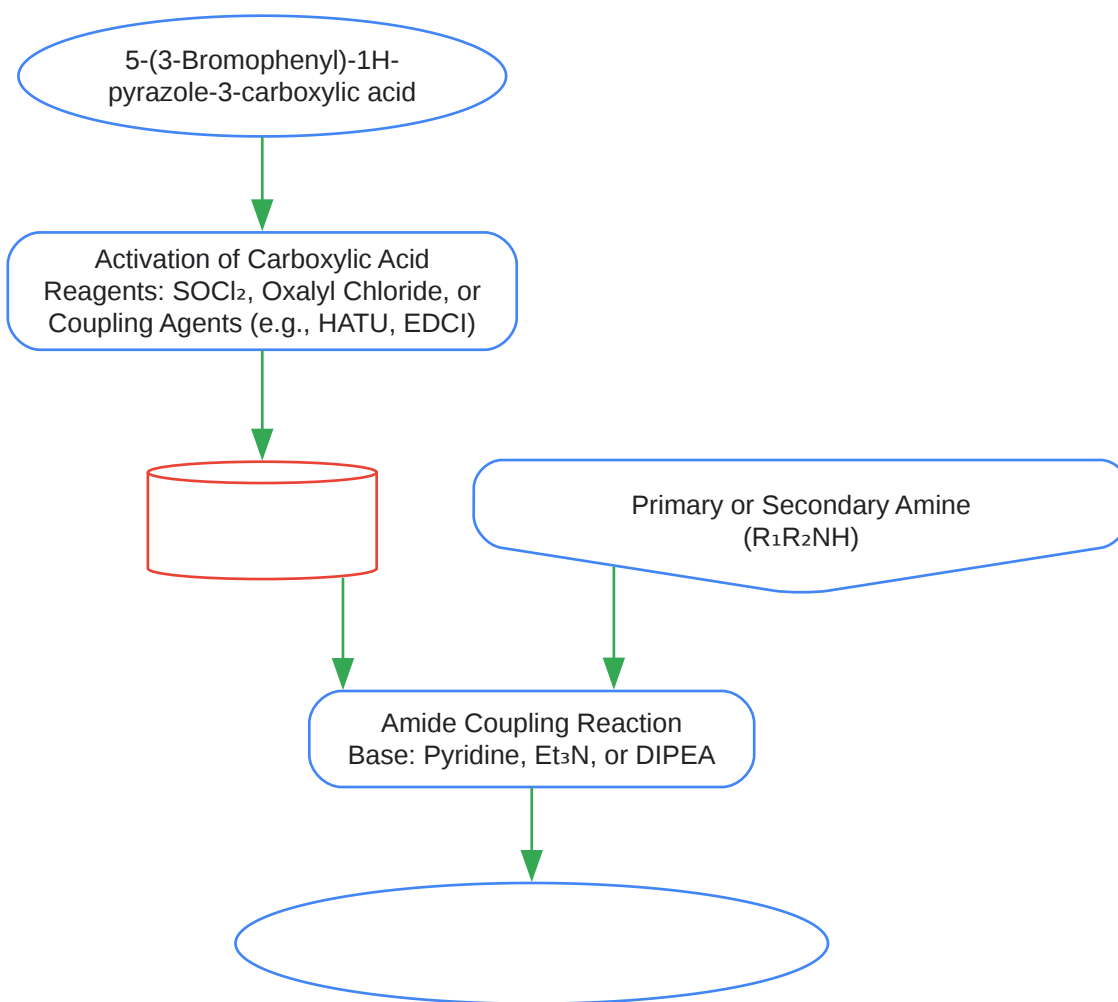 5-(3-Bromophenyl)-1H-
pyrazole-3-carboxylic acid
Activation of Carboxylic Acid
Reagents: SOCl₂, Oxalyl Chloride, or
Coupling Agents (e.g., HATU, EDCI)
Primary or Secondary Amine
(R₁R₂NH)
Amide Coupling Reaction
Base: Pyridine, Et₃N, or DIPEA